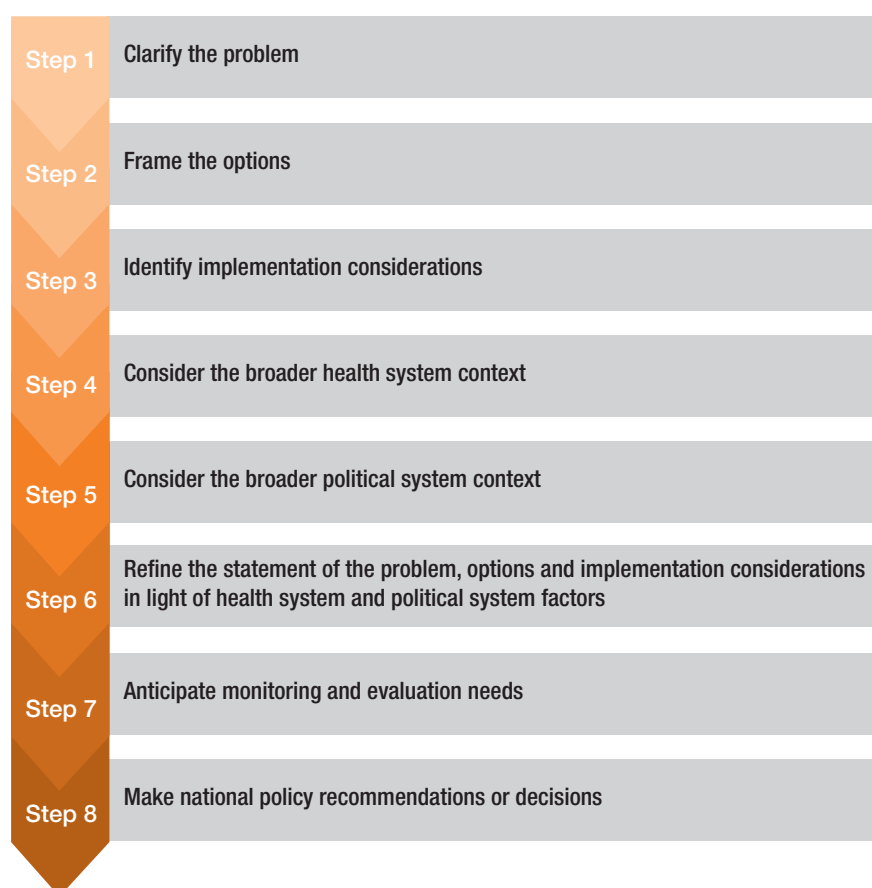 Step 1
Clarify the problem
Step 2
Frame the options
Step 3
Identify implementation considerations
Step 4
Consider the broader health system context
Step 5
Consider the broader political system context
Step 6
Refine the statement of the problem, options and implementation considerations
in light of health system and political system factors
Step 7
Anticipate monitoring and evaluation needs
Step 8
Make national policy recommendations or decisions